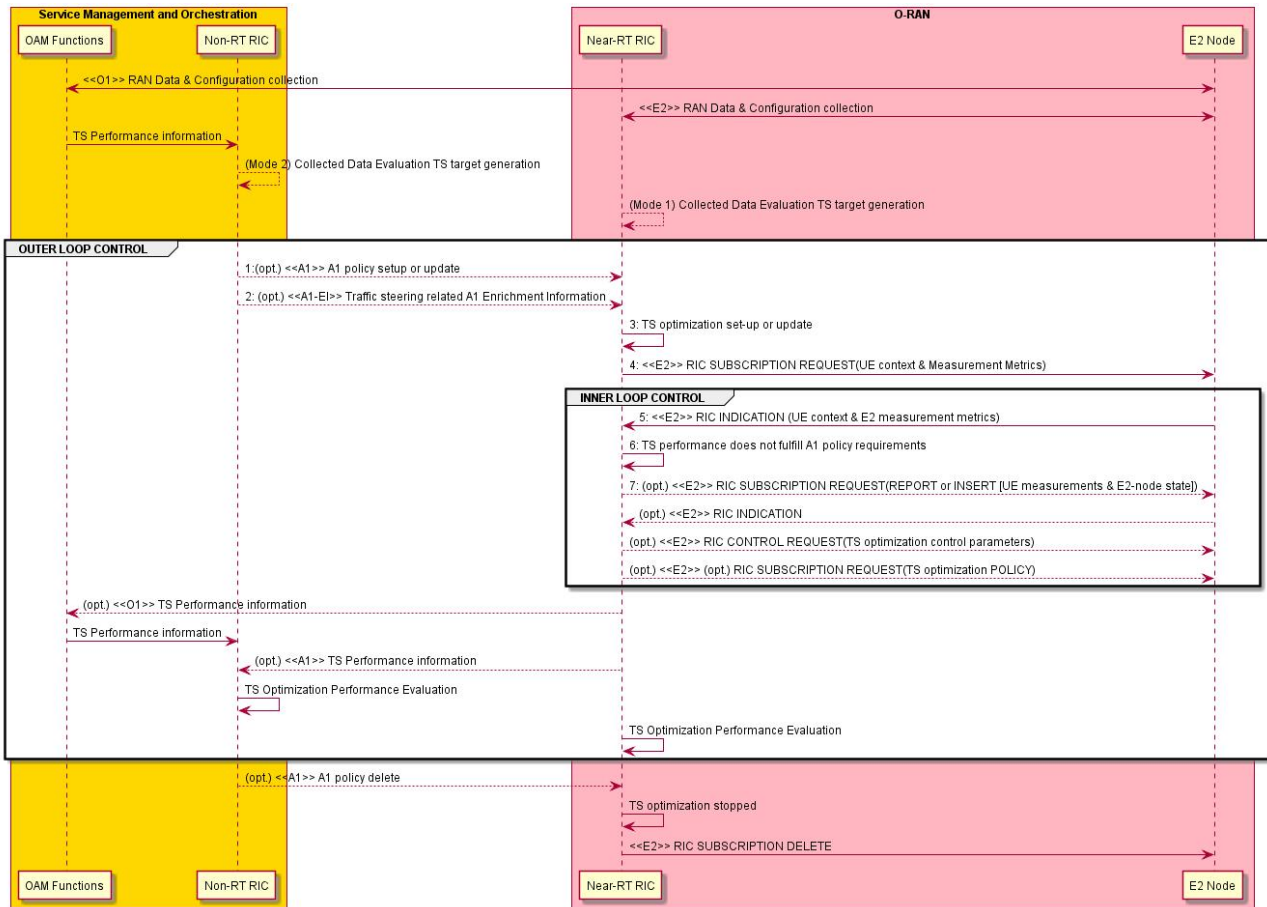 Service Management and Orchestration
O-RAN
OAM Functions
Non-RT RIC
Near-RT RIC
E2 Node
<<O1>> RAN Data & Configuration collection
<<E2>> RAN Data & Configuration collection
TS Performance information
(Mode 2) Collected Data Evaluation TS target generation
(Mode 1) Collected Data Evaluation TS target generation
OUTER LOOP CONTROL
1:(opt.) <<A1>> A1 policy setup or update
2: (opt.) <<A1-EI>> Traffic steering related A1 Enrichment Information
3: TS optimization set-up or update
4: <<E2>> RIC SUBSCRIPTION REQUEST(UE context & Measurement Metrics)
INNER LOOP CONTROL
5: <<E2>> RIC INDICATION (UE context & E2 measurement metrics)
6: TS performance does not fulfill A1 policy requirements
7: (opt.) <<E2>> RIC SUBSCRIPTION REQUEST(REPORT or INSERT [UE measurements & E2-node state])
(opt.) <<E2>> RIC INDICATION
(opt.) <<E2>> RIC CONTROL REQUEST(TS optimization control parameters)
(opt.) <<E2>> (opt.) RIC SUBSCRIPTION REQUEST(TS optimization POLICY)
(opt.) <<O1>> TS Performance information
TS Performance information
(opt.) <<A1>> TS Performance information
TS Optimization Performance Evaluation
TS Optimization Performance Evaluation
(opt.) <<A1>> A1 policy delete
TS optimization stopped
<<E2>> RIC SUBSCRIPTION DELETE
OAM Functions
Non-RT RIC
Near-RT RIC
E2 Node